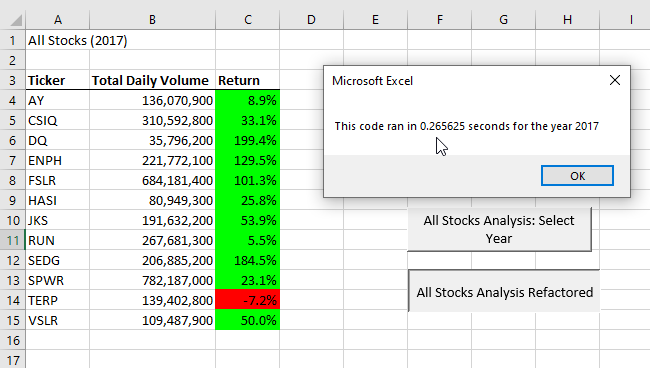 A B C D E F G H I
1 All Stocks (2017)
2
3 Ticker Total Daily Volume Return
4 AY 136,070,900 8.9%
5 CSIQ 310,592,800 33.1%
6 DQ 35,796,200 199.4%
7 ENPH 221,772,100 129.5%
8 FSLR 684,181,400 101.3%
9 HASI 80,949,300 25.8%
10 JKS 191,632,200 53.9%
11 RUN 267,681,300 5.5%
12 SEDG 206,885,200 184.5%
13 SPWR 782,187,000 23.1%
14 TERP 139,402,800 -7.2%
15 VSLR 109,487,900 50.0%
16
17
Microsoft Excel
This code ran in 0.265625 seconds for the year 2017
OK
All Stocks Analysis: Select
Year
All Stocks Analysis Refactored